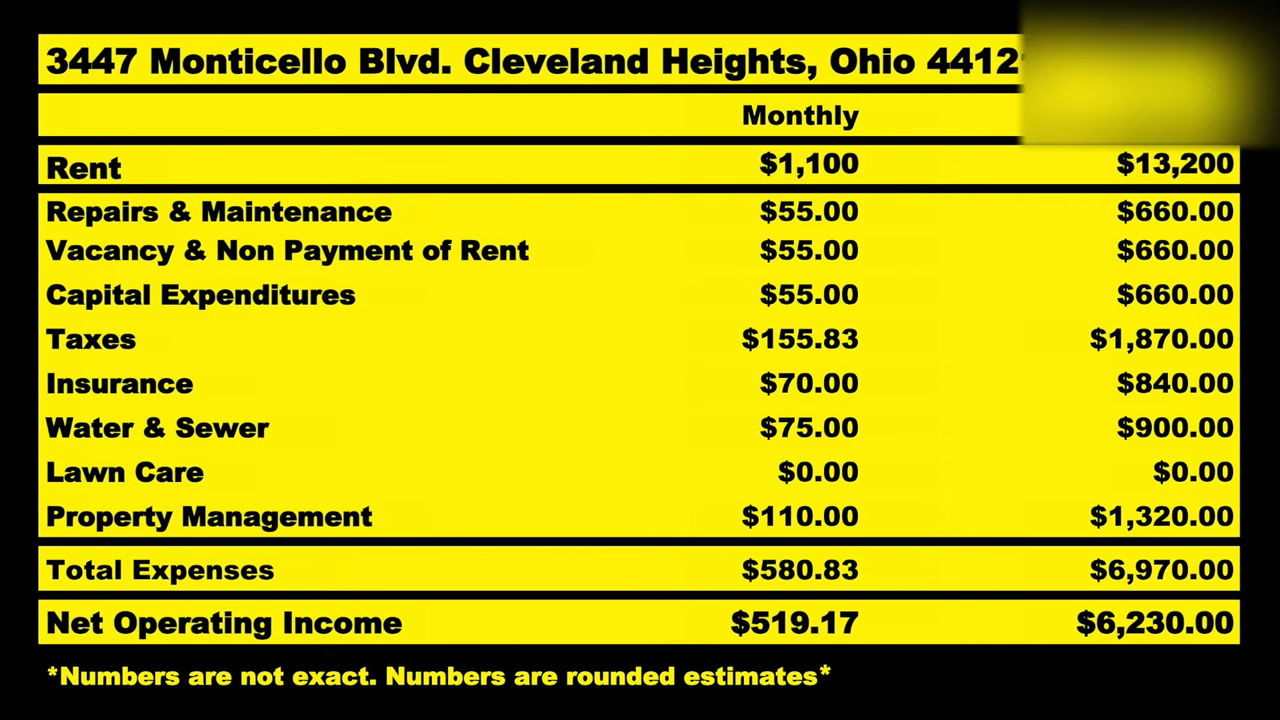 3447 Monticello Blvd. Cleveland Heights, Ohio 4412
Monthly
Rent $1,100 $13,200
Repairs & Maintenance $55.00 $660.00
Vacancy & Non Payment of Rent $55.00 $660.00
Capital Expenditures $55.00 $660.00
Taxes $155.83 $1,870.00
Insurance $70.00 $840.00
Water & Sewer $75.00 $900.00
Lawn Care $0.00 $0.00
Property Management $110.00 $1,320.00
Total Expenses $580.83 $6,970.00
Net Operating Income $519.17 $6,230.00
*Numbers are not exact. Numbers are rounded estimates*